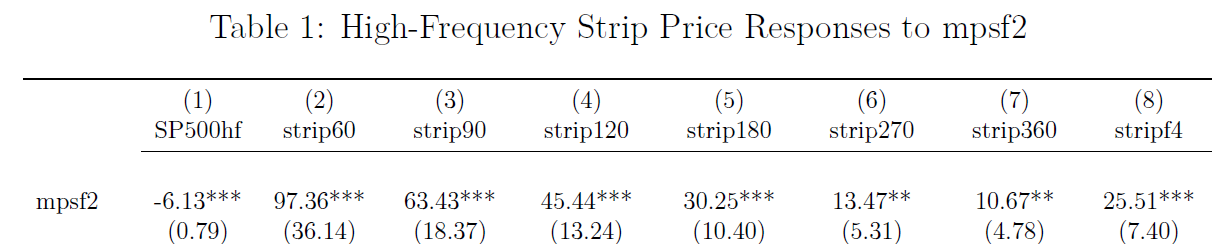 Table 1: High-Frequency Strip Price Responses to mpsf2
(1) (2) (3) (4) (5) (6) (7) (8)
SP500hf strip60 strip90 strip120 strip180 strip270 strip360 stripf4
mpsf2 -6.13*** 97.36*** 63.43*** 45.44*** 30.25*** 13.47** 10.67** 25.51***
(0.79) (36.14) (18.37) (13.24) (10.40) (5.31) (4.78) (7.40)